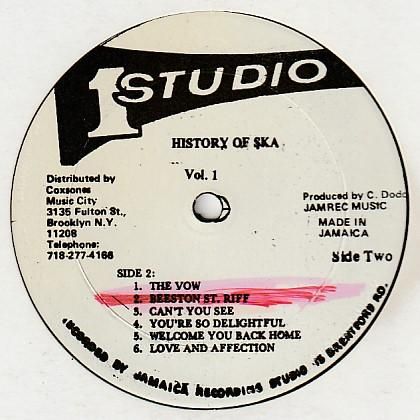 1 STUDIO
HISTORY OF SKA
Vol. 1
Distributed by
Coxsones
Music City
3135 Fulton St.,
Brooklyn N.Y.
11208
Telephone:
718-277-4166
Produced by C. Dodd
JAMREC MUSIC
MADE IN
JAMAICA
Side Two
SIDE 2:
1. THE VOW
2. BEESTON ST. RIFF
3. CAN'T YOU SEE
4. YOU'RE SO DELIGHTFUL
5. WELCOME YOU BACK HOME
6. LOVE AND AFFECTION
RECORDED BY JAMAICA RECORDING STUDIO 13 BRENTFORD RD.